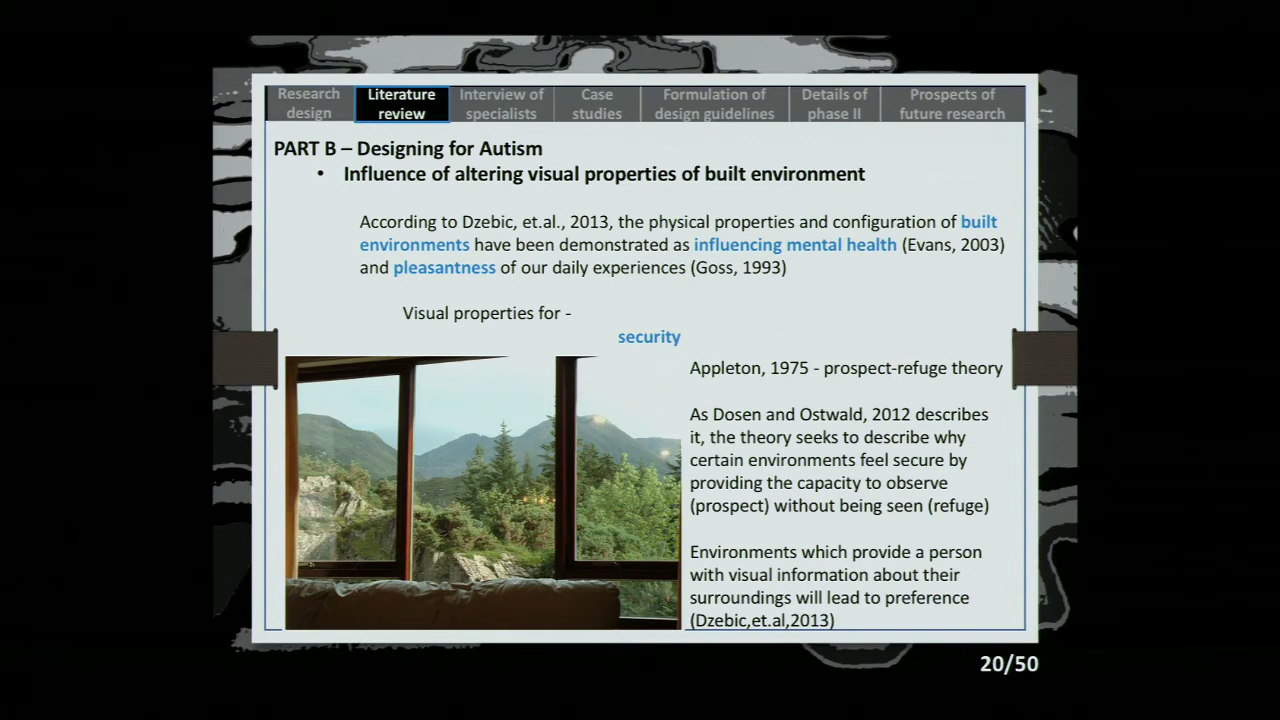 Research design
Literature review
Interview of specialists
Case studies
Formulation of design guidelines
Details of phase II
Prospects of future research
PART B – Designing for Autism
• Influence of altering visual properties of built environment
According to Dzebic, et.al., 2013, the physical properties and configuration of built
environments have been demonstrated as influencing mental health (Evans, 2003)
and pleasantness of our daily experiences (Goss, 1993)
Visual properties for -
security
Appleton, 1975 - prospect-refuge theory
As Dosen and Ostwald, 2012 describes
it, the theory seeks to describe why
certain environments feel secure by
providing the capacity to observe
(prospect) without being seen (refuge)
Environments which provide a person
with visual information about their
surroundings will lead to preference
(Dzebic,et.al,2013)
20/50